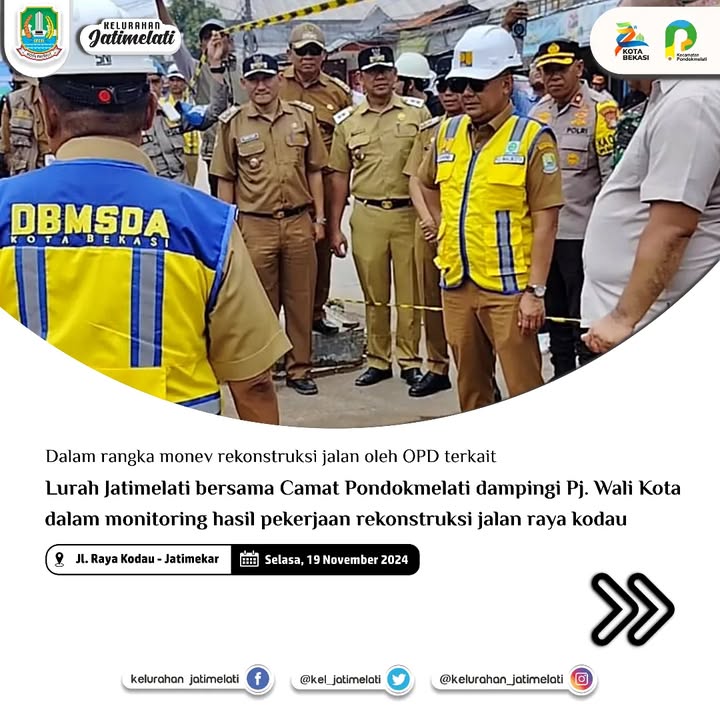 KELURAHAN
Jatimelati
KOTA
BEKASI
Kecamatan
Pondokmelati
DBMSDA
KOTA BEKASI
POLRI
Dalam rangka monev rekonstruksi jalan oleh OPD terkait
Lurah Jatimelati bersama Camat Pondokmelati dampingi Pj. Wali Kota
dalam monitoring hasil pekerjaan rekonstruksi jalan raya kodau
Jl. Raya Kodau - Jatimekar
Selasa, 19 November 2024
kelurahan jatimelati
@kel_jatimelati
@kelurahan_jatimelati